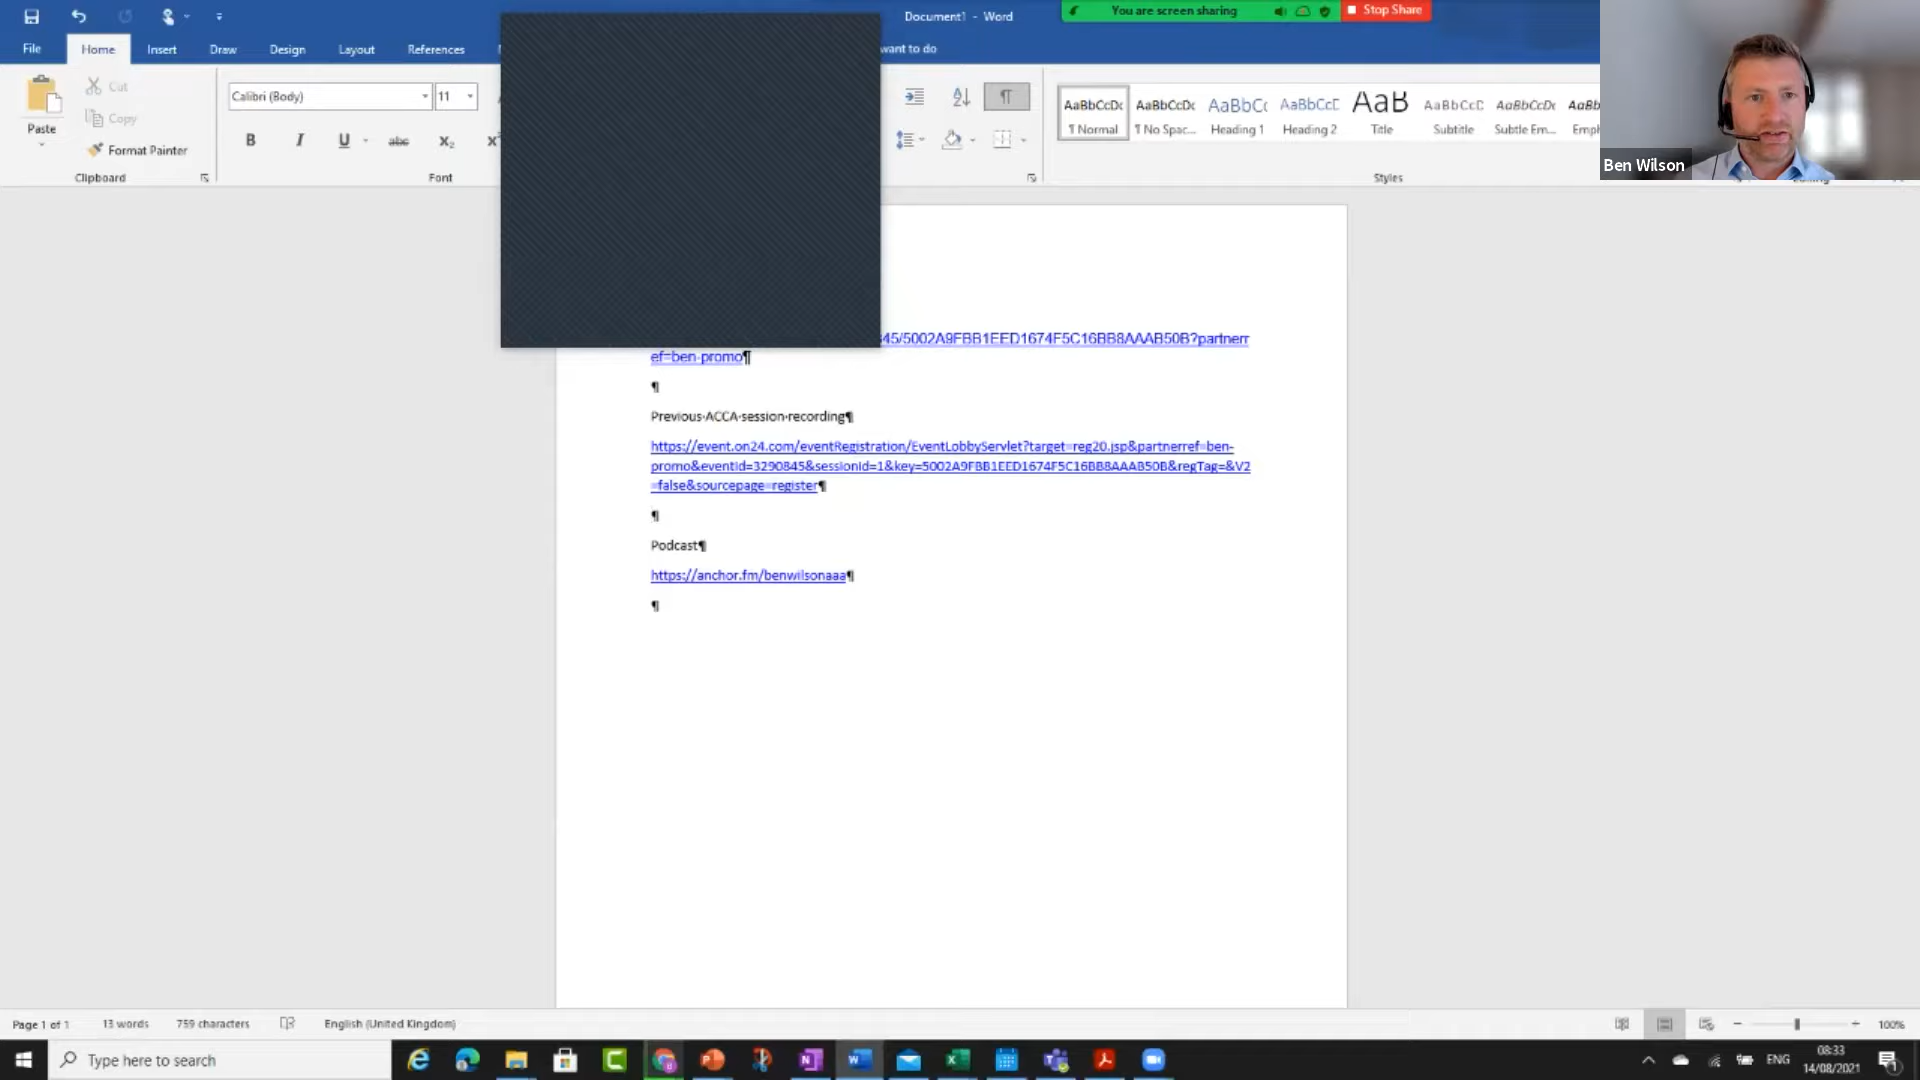 Document1 - Word
You are screen sharing
Stop Share
File
Home
Insert
Draw
Design
Layout
References
want to do
Paste
Cut
Copy
Format Painter
Clipboard
Calibri (Body)
11
B I U abc X₂
Font
AaBbCcDc
¶ Normal
AaBbCcDc
¶ No Spac...
AaBbCc
Heading 1
AaBbCcE
Heading 2
AaB
Title
AaBbCcD
Subtitle
AaBbCcDc
Subtle Em...
AaBb
Emph
Styles
Ben Wilson
45/5002A9FBB1EED1674F5C16BB8AAAB50B?partnerr
ef=ben-promo¶
¶
Previous·ACCA·session·recording¶
https://event.on24.com/eventRegistration/EventLobbyServlet?target=reg20.jsp&partnerref=ben-
promo&eventid=3290845&sessionid=1&key=5002A9FBB1EED1674F5C16BB8AAAB50B&regTag=&V2
=false&sourcepage=register¶
¶
Podcast¶
https://anchor.fm/benwilsonaaa¶
¶
Page 1 of 1
13 words
759 characters
English (United Kingdom)
100%
Type here to search
ENG
08:33
14/08/2021